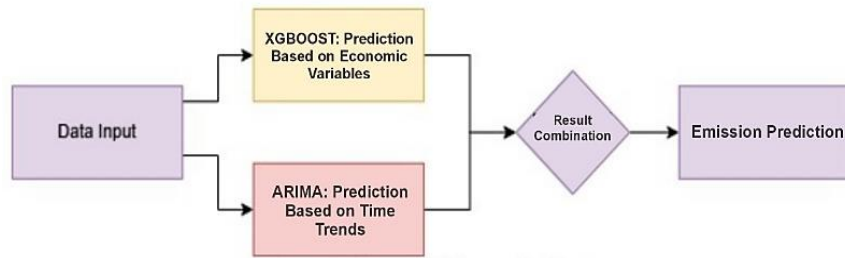 XGBOOST: Prediction
Based on Economic
Variables
Data Input
Result
Combination
Emission Prediction
ARIMA: Prediction
Based on Time
Trends